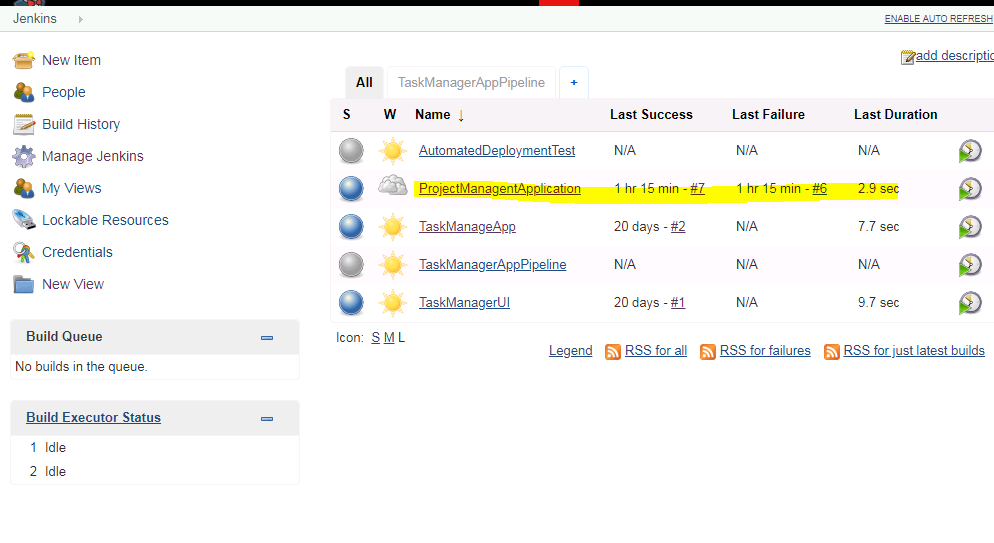 Jenkins
ENABLE AUTO REFRESH
New Item
People
Build History
Manage Jenkins
My Views
Lockable Resources
Credentials
New View
Build Queue
No builds in the queue.
Build Executor Status
1 Idle
2 Idle
add descriptio
All TaskManagerAppPipeline +
S W Name ↓ Last Success Last Failure Last Duration
AutomatedDeploymentTest N/A N/A N/A
ProjectManagentApplication 1 hr 15 min - #7 1 hr 15 min - #6 2.9 sec
TaskManageApp 20 days - #2 N/A 7.7 sec
TaskManagerAppPipeline N/A N/A N/A
TaskManagerUI 20 days - #1 N/A 9.7 sec
Icon: S M L
Legend RSS for all RSS for failures RSS for just latest builds